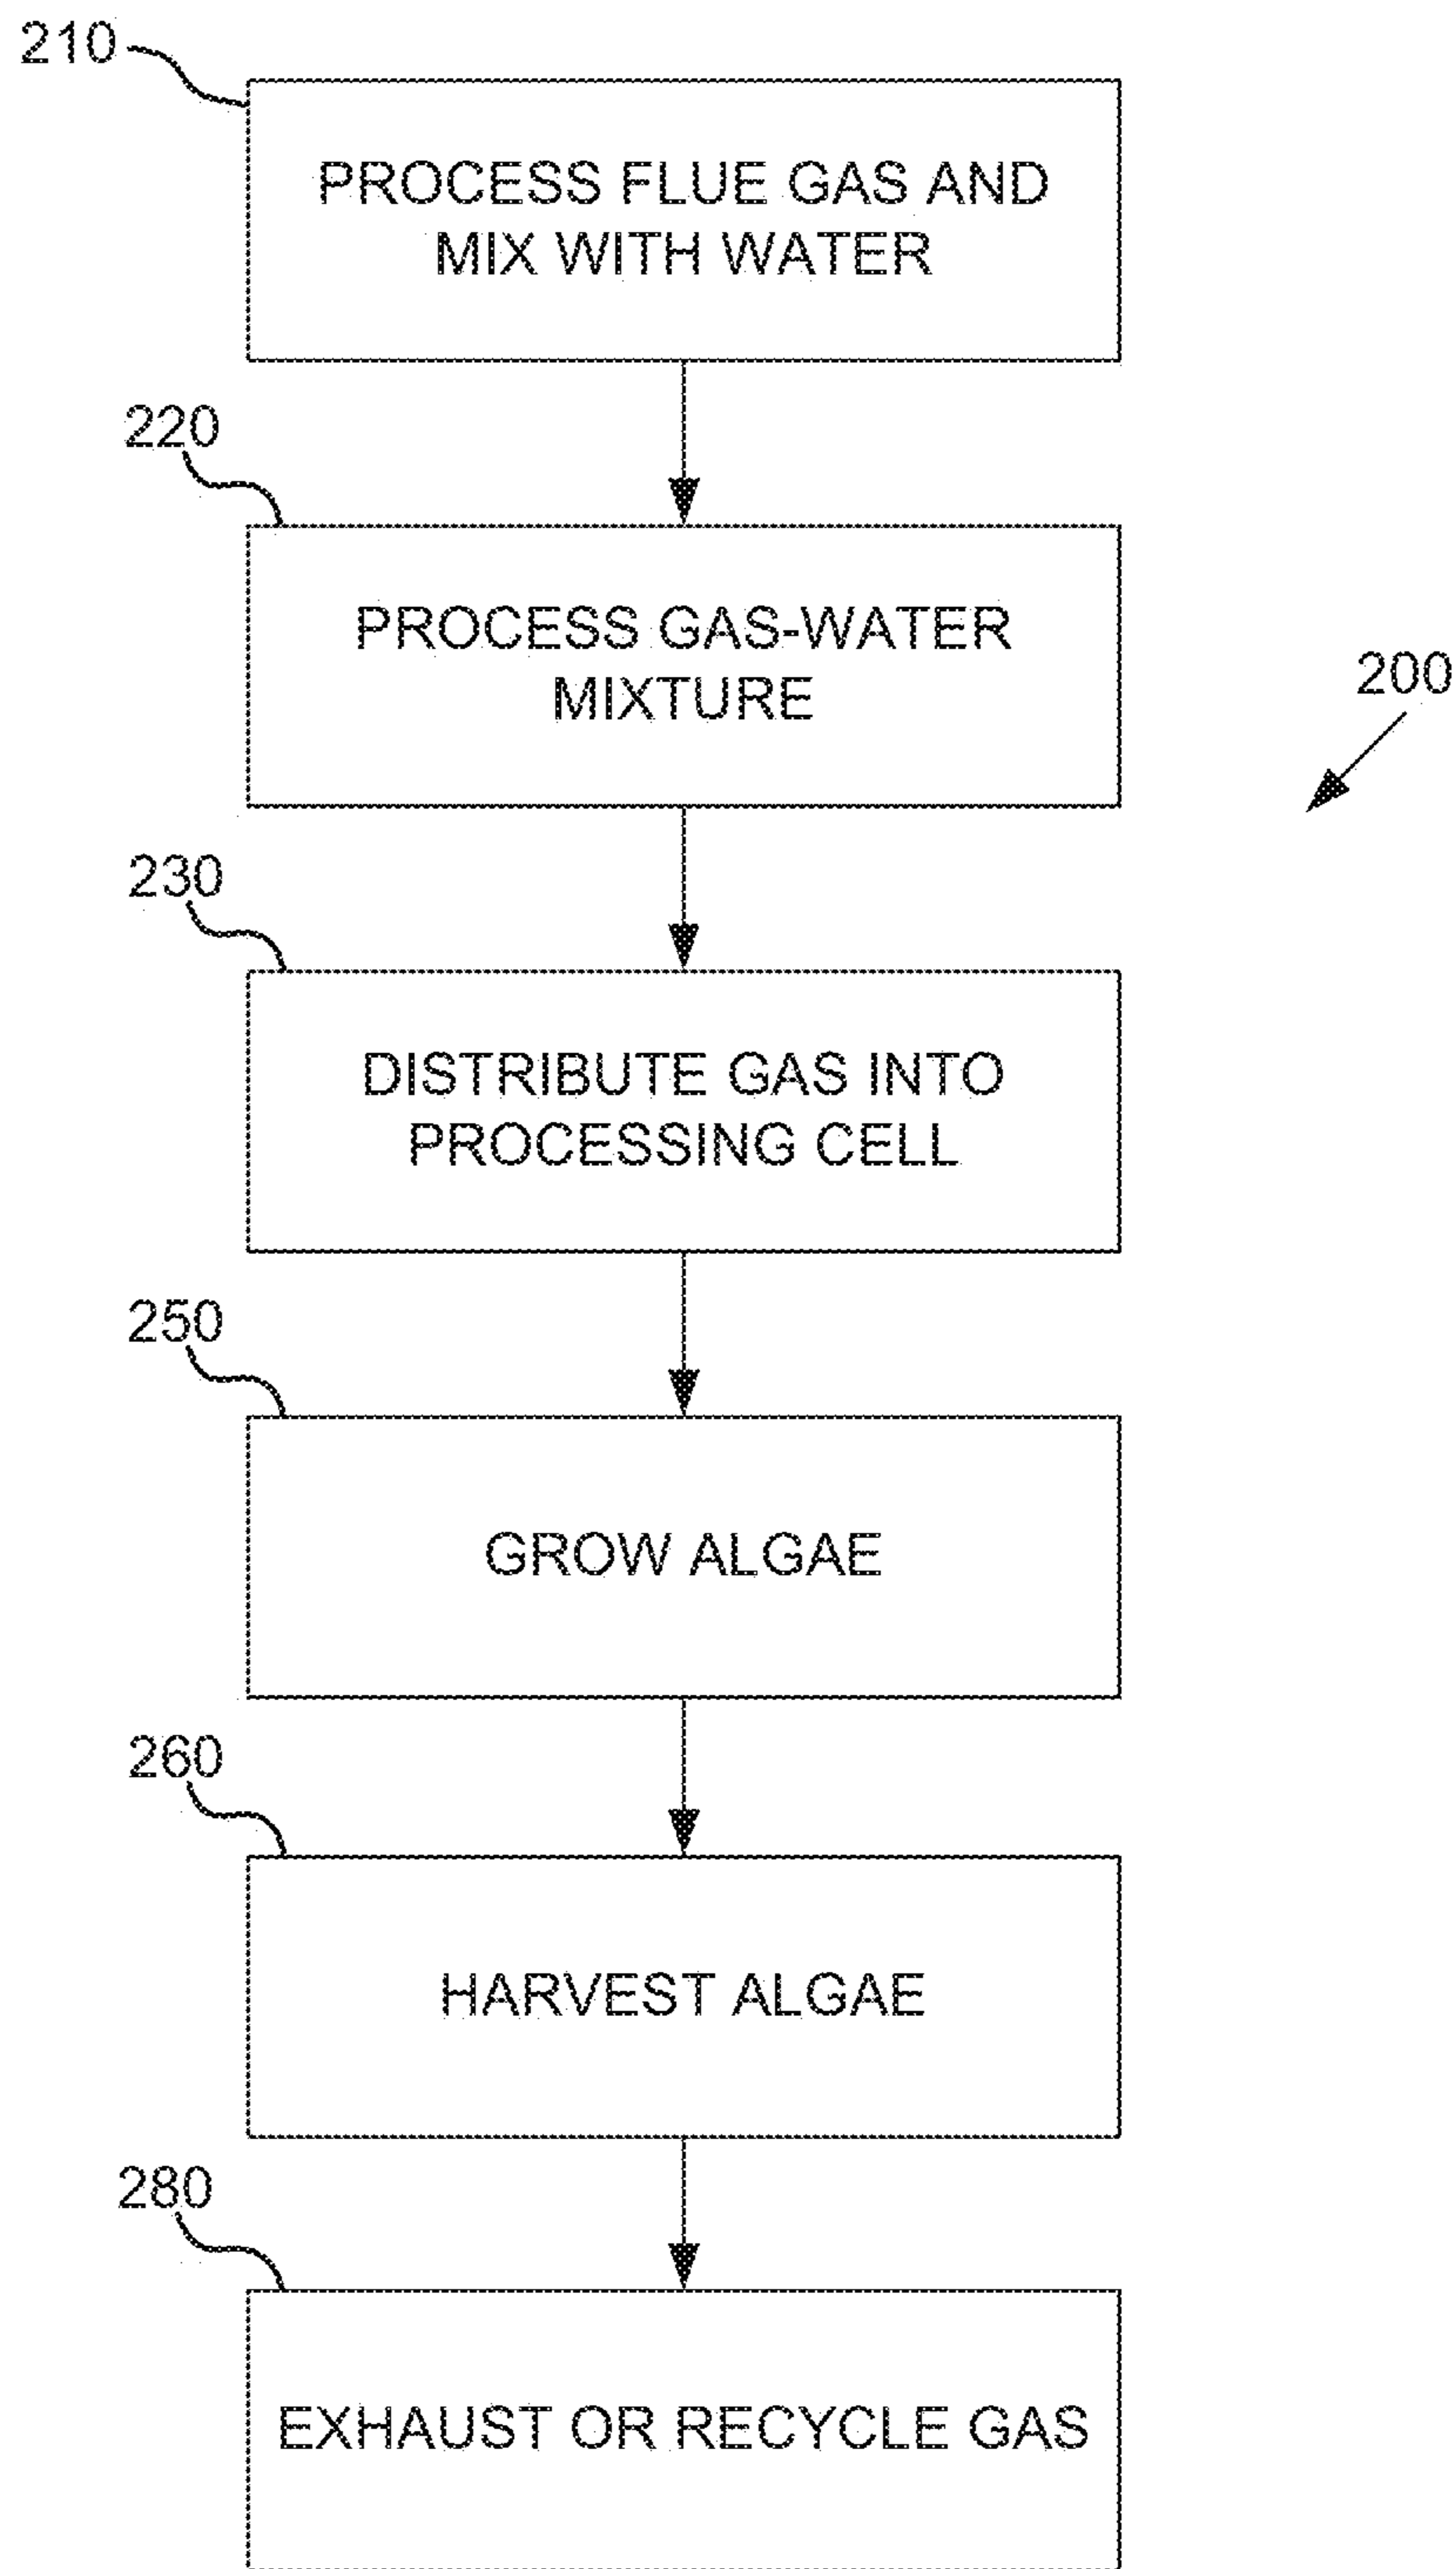 210
PROCESS FLUE GAS AND
MIX WITH WATER
220
PROCESS GAS-WATER
MIXTURE
200
230
DISTRIBUTE GAS INTO
PROCESSING CELL
250
GROW ALGAE
260
HARVEST ALGAE
280
EXHAUST OR RECYCLE GAS